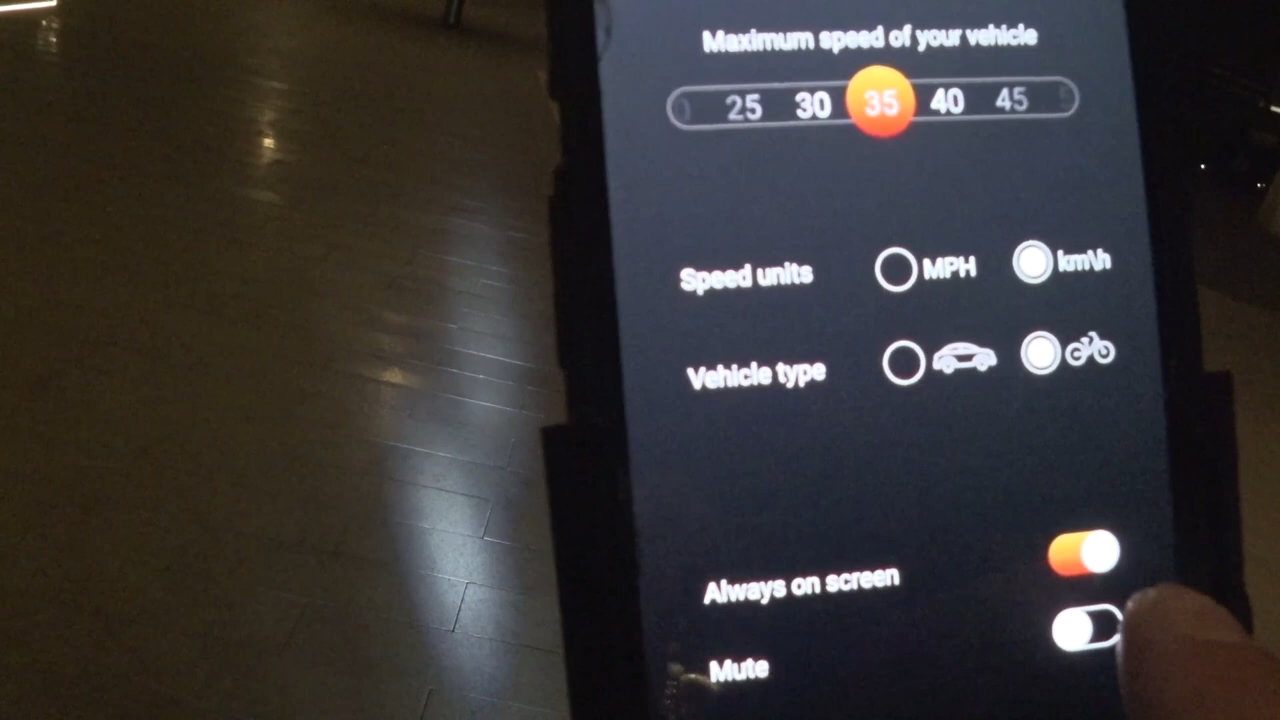 Maximum speed of your vehicle
25 30 35 40 45
Speed units MPH km\h
Vehicle type
Always on screen
Mute